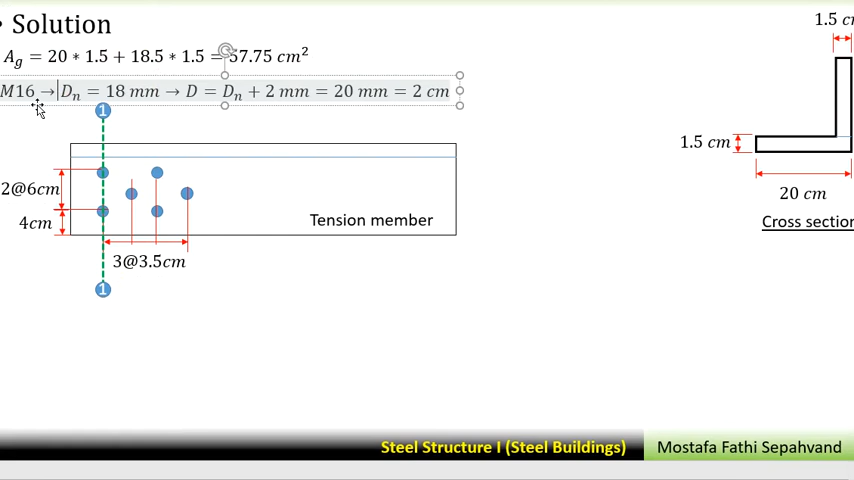 • Solution
A_g = 20 * 1.5 + 18.5 * 1.5 = 57.75 cm²
M16 → D_n = 18 mm → D = D_n + 2 mm = 20 mm = 2 cm
1
2@6cm
4cm
Tension member
3@3.5cm
1
1.5 cm
1.5 cm
20 cm
Cross section
Steel Structure I (Steel Buildings)
Mostafa Fathi Sepahvand